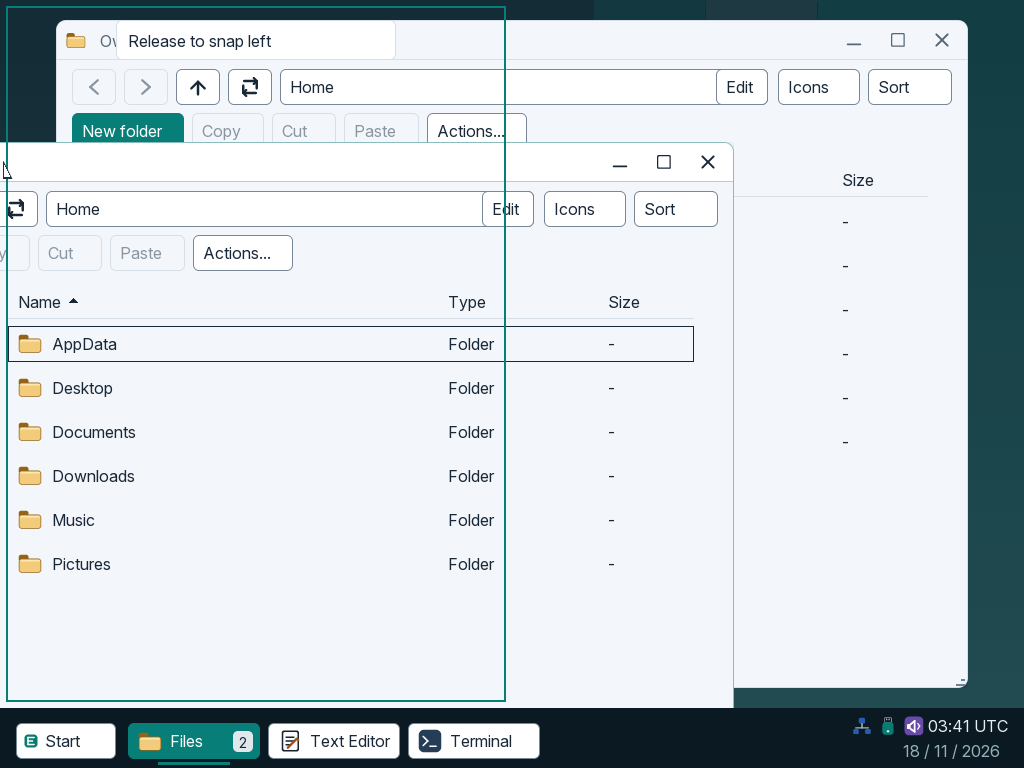 Release to snap left
Home
Edit
Icons
Sort
New folder
Copy
Cut
Paste
Actions...
Size
-
-
-
-
-
-
Home
Edit
Icons
Sort
Cut
Paste
Actions...
Name Type Size
AppData Folder -
Desktop Folder -
Documents Folder -
Downloads Folder -
Music Folder -
Pictures Folder -
Start
Files 2
Text Editor
Terminal
03:41 UTC
18 / 11 / 2026